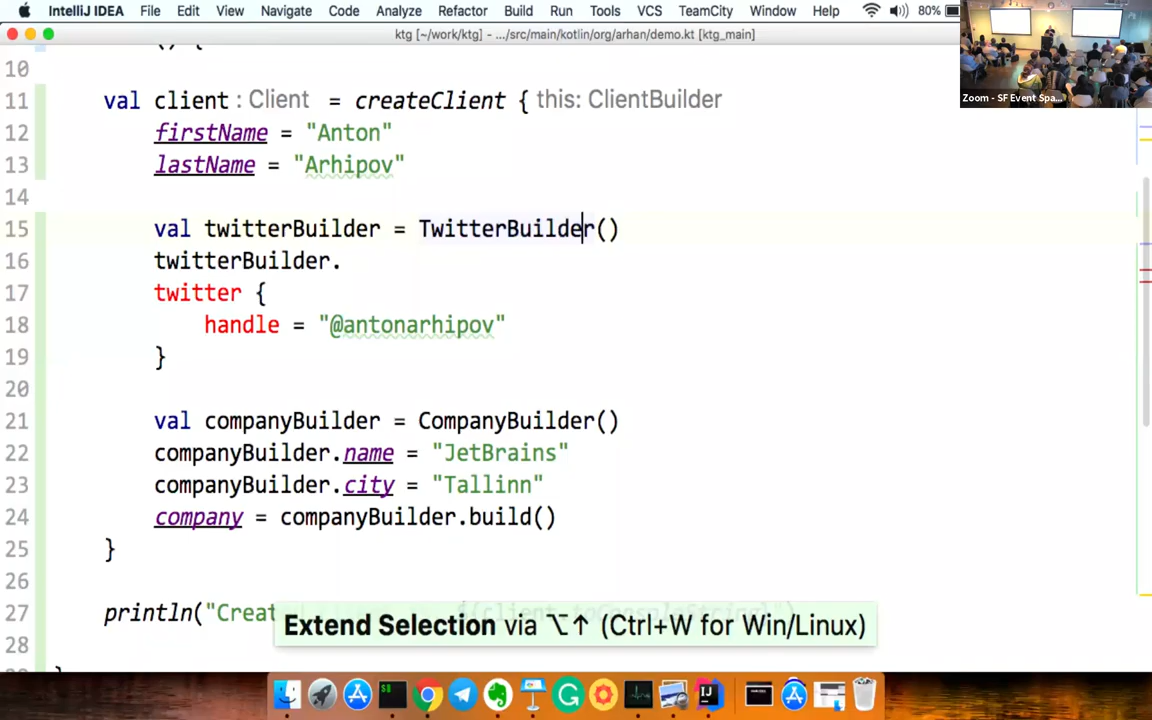 IntelliJ IDEA File Edit View Navigate Code Analyze Refactor Build Run Tools VCS TeamCity Window Help 80%
ktg [~/work/ktg] - .../src/main/kotlin/org/arhan/demo.kt [ktg_main]
Zoom - SF Event Spa...
10
11 val client : Client = createClient { this: ClientBuilder
12 firstName = "Anton"
13 lastName = "Arhipov"
14
15 val twitterBuilder = TwitterBuilder()
16 twitterBuilder.
17 twitter {
18 handle = "@antonarhipov"
19 }
20
21 val companyBuilder = CompanyBuilder()
22 companyBuilder.name = "JetBrains"
23 companyBuilder.city = "Tallinn"
24 company = companyBuilder.build()
25 }
26
27 println("Creat
28
Extend Selection via ⌥↑ (Ctrl+W for Win/Linux)